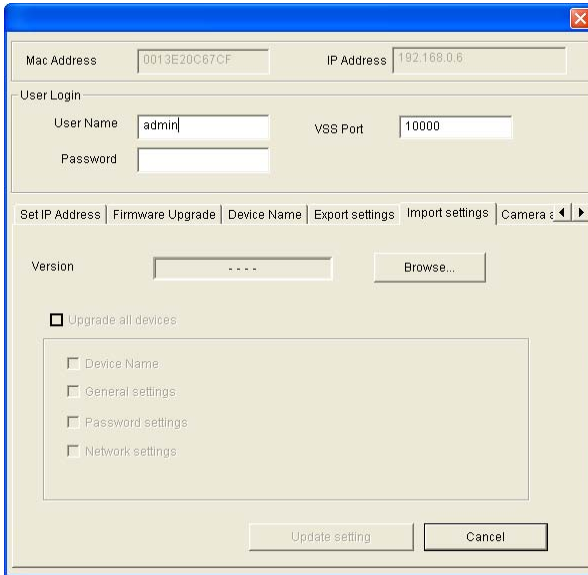 Mac Address 0013E20C67CF IP Address 192.168.0.6
User Login
User Name admin VSS Port 10000
Password
Set IP Address Firmware Upgrade Device Name Export settings Import settings Camera a
Version - - - - Browse...
Upgrade all devices
Device Name
General settings
Password settings
Network settings
Update setting Cancel